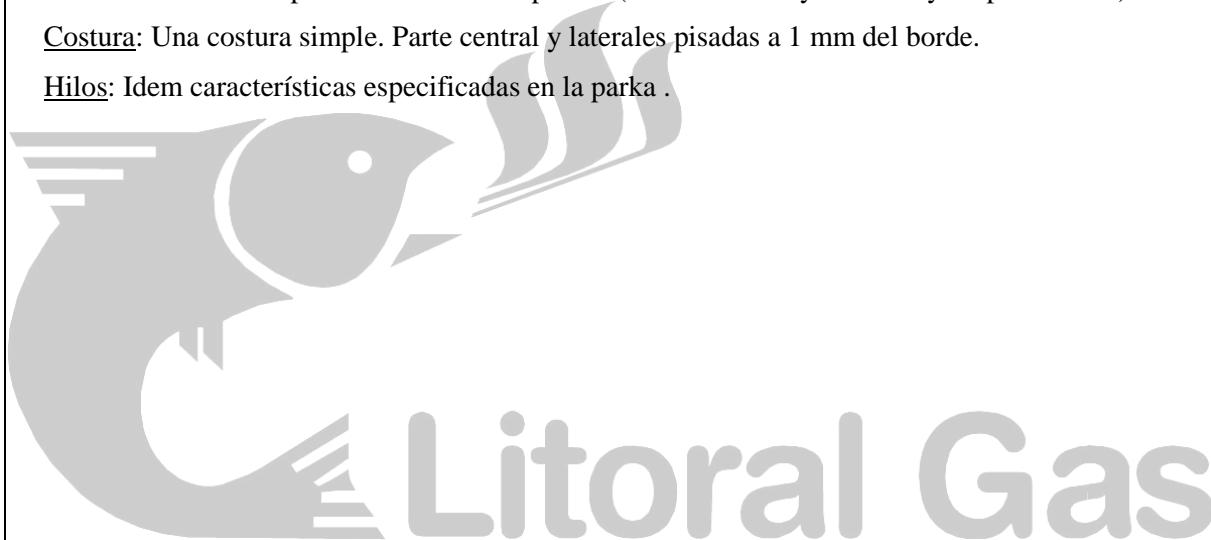 Costura: Una costura simple. Parte central y laterales pisadas a 1 mm del borde.
Hilos: Idem características especificadas en la parka .
Litoral Gas